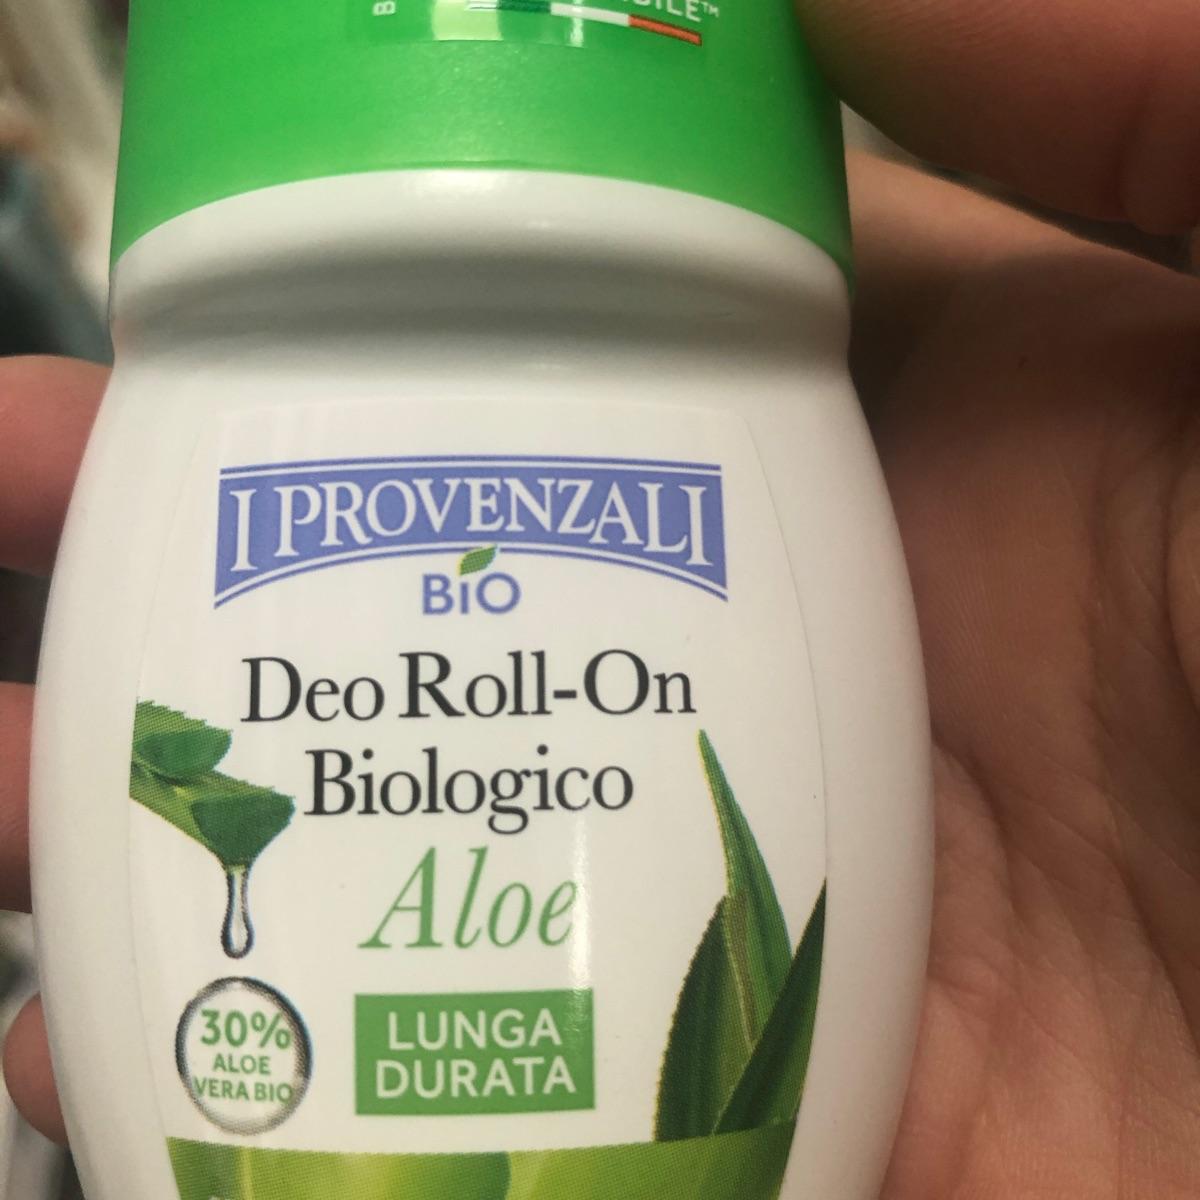 I PROVENZALI
BiO
Deo Roll-On
Biologico
Aloe
30%
ALOE
VERA BIO
LUNGA
DURATA